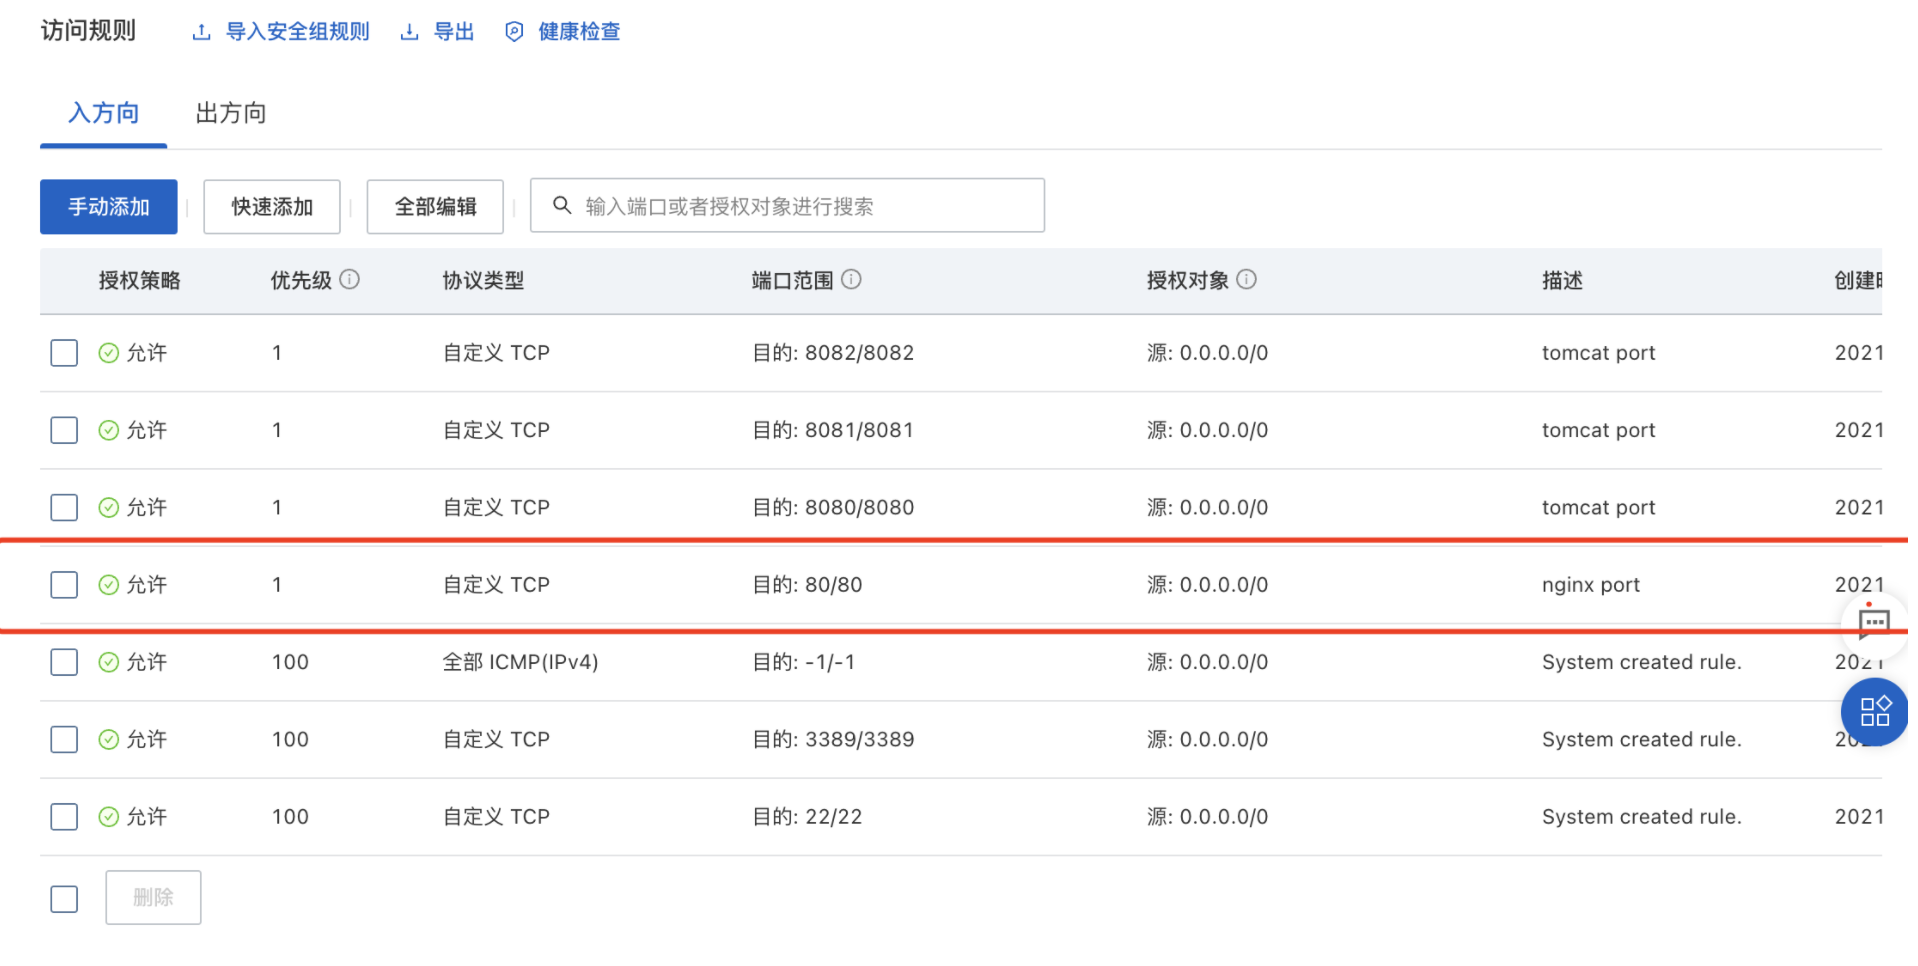 访问规则 导入安全组规则 导出 健康检查
入方向 出方向
手动添加 快速添加 全部编辑 输入端口或者授权对象进行搜索
授权策略 优先级 协议类型 端口范围 授权对象 描述 创建
允许 1 自定义 TCP 目的: 8082/8082 源: 0.0.0.0/0 tomcat port 2021
允许 1 自定义 TCP 目的: 8081/8081 源: 0.0.0.0/0 tomcat port 2021
允许 1 自定义 TCP 目的: 8080/8080 源: 0.0.0.0/0 tomcat port 2021
允许 1 自定义 TCP 目的: 80/80 源: 0.0.0.0/0 nginx port 2021
允许 100 全部 ICMP(IPv4) 目的: -1/-1 源: 0.0.0.0/0 System created rule. 2021
允许 100 自定义 TCP 目的: 3389/3389 源: 0.0.0.0/0 System created rule.
允许 100 自定义 TCP 目的: 22/22 源: 0.0.0.0/0 System created rule. 2021
删除